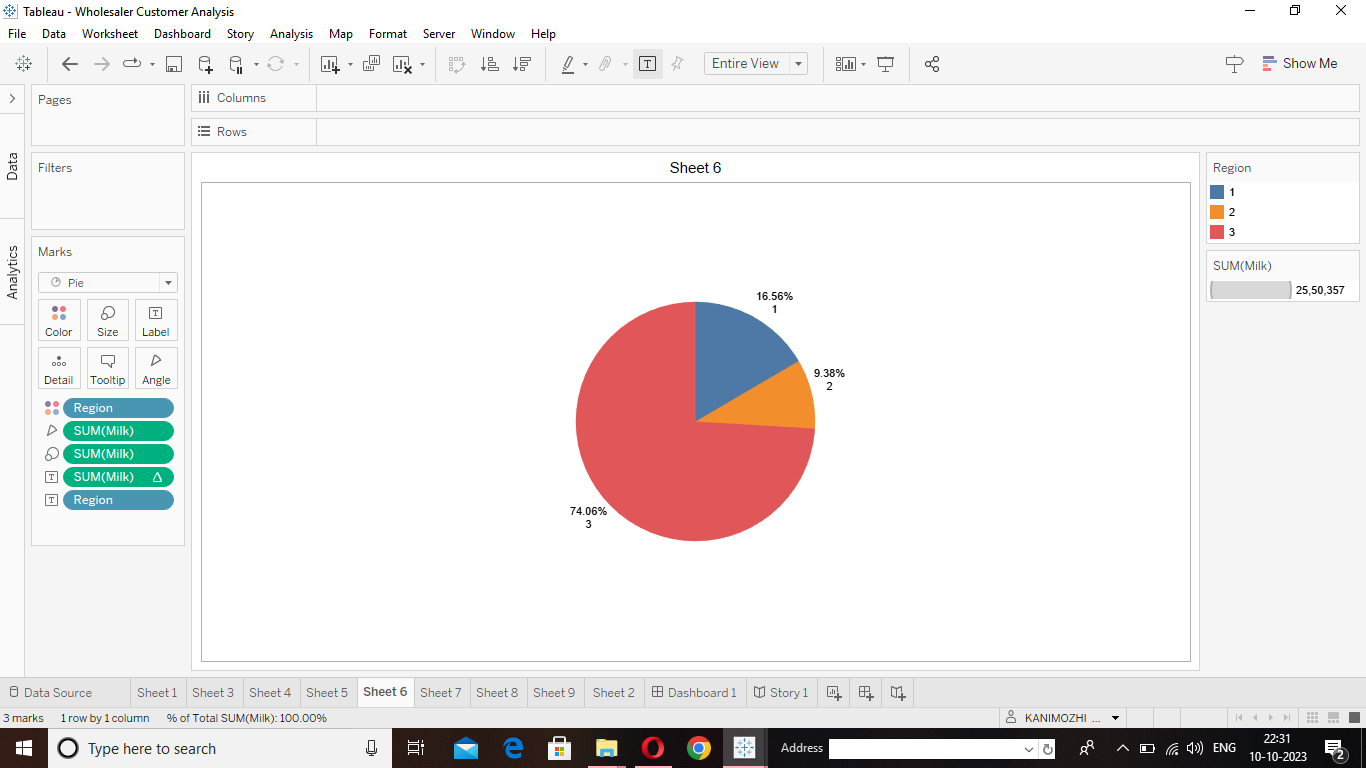 Tableau - Wholesaler Customer Analysis
File Data Worksheet Dashboard Story Analysis Map Format Server Window Help
Entire View
Show Me
Data
Analytics
Pages
Filters
Marks
Pie
Color Size Label
Detail Tooltip Angle
Region
SUM(Milk)
SUM(Milk)
SUM(Milk)
Region
Columns
Rows
Sheet 6
16.56%
1
9.38%
2
74.06%
3
Region
1
2
3
SUM(Milk)
25,50,357
Data Source Sheet 1 Sheet 3 Sheet 4 Sheet 5 Sheet 6 Sheet 7 Sheet 8 Sheet 9 Sheet 2 Dashboard 1 Story 1
3 marks 1 row by 1 column % of Total SUM(Milk): 100.00% KANIMOZHI ...
Type here to search Address ENG 22:31
10-10-2023 2